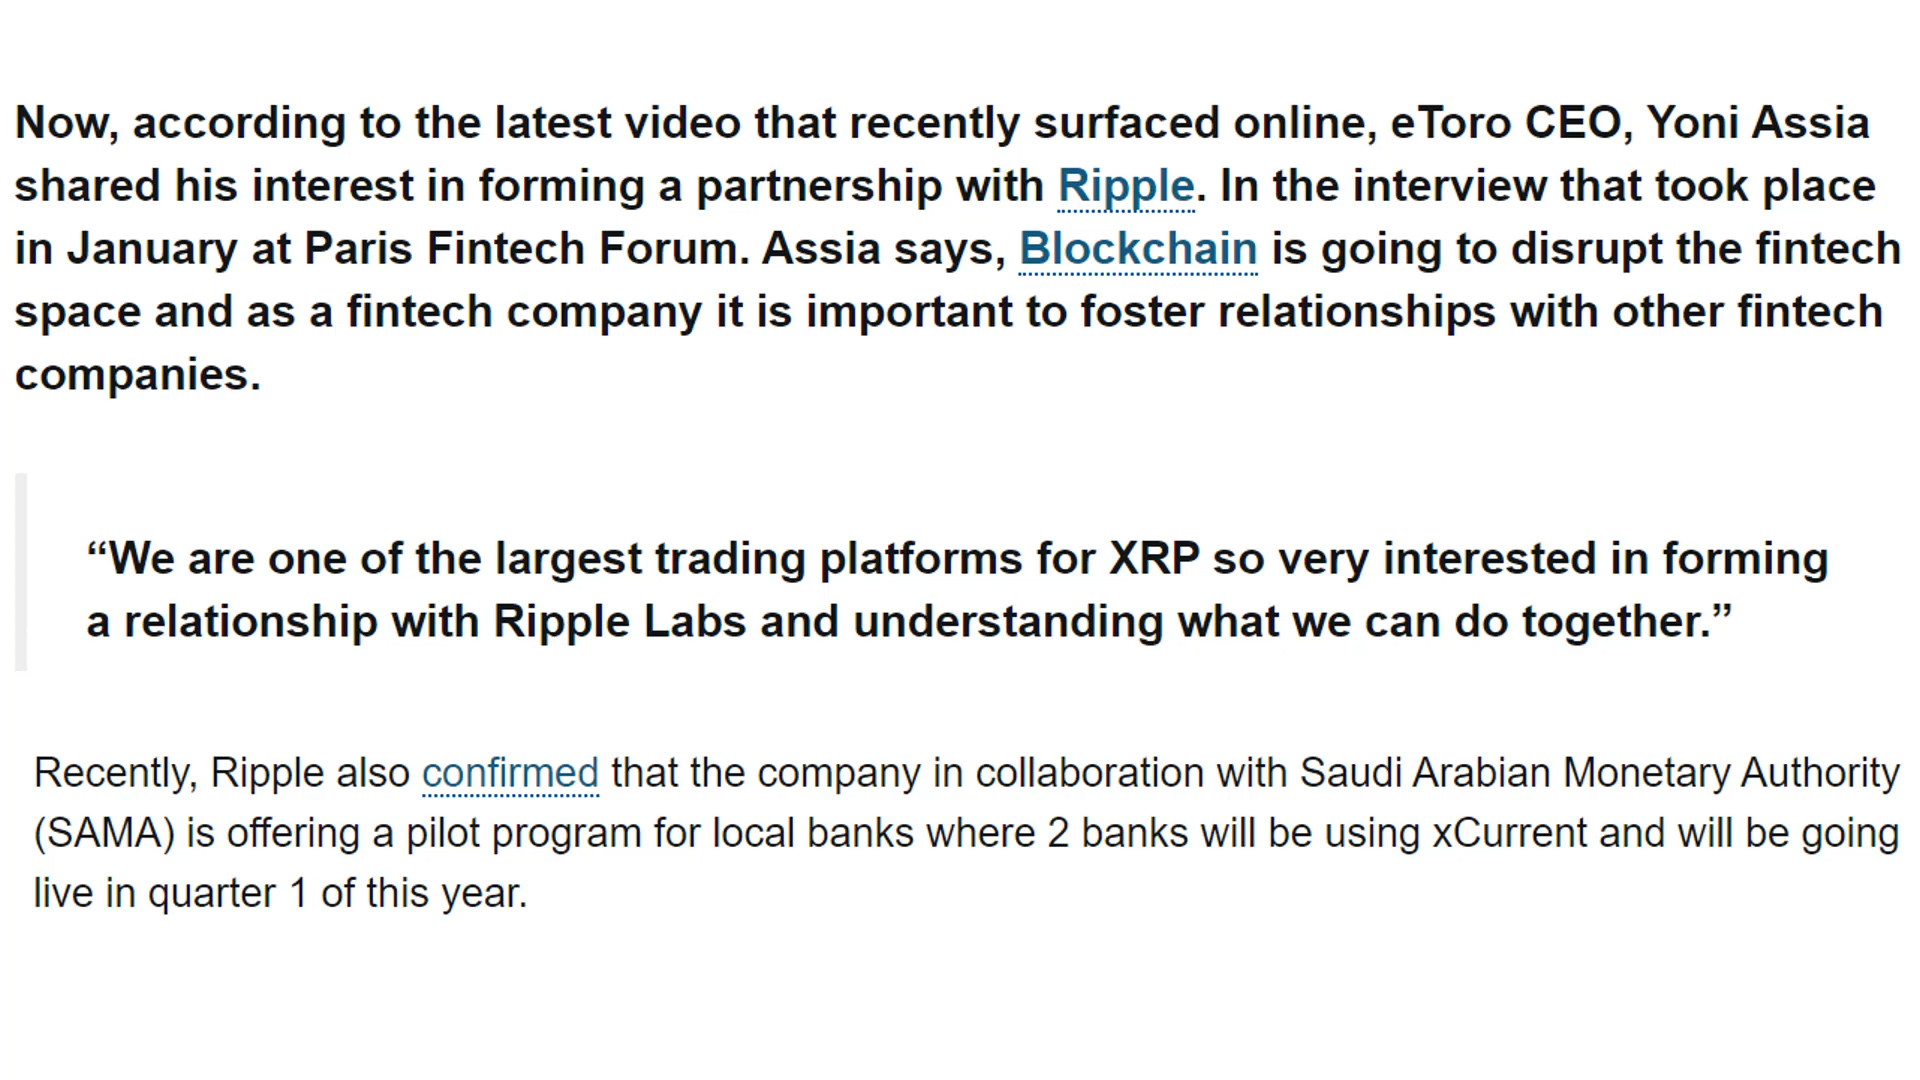 Now, according to the latest video that recently surfaced online, eToro CEO, Yoni Assia
shared his interest in forming a partnership with Ripple. In the interview that took place
in January at Paris Fintech Forum. Assia says, Blockchain is going to disrupt the fintech
space and as a fintech company it is important to foster relationships with other fintech
companies.
“We are one of the largest trading platforms for XRP so very interested in forming
a relationship with Ripple Labs and understanding what we can do together.”
Recently, Ripple also confirmed that the company in collaboration with Saudi Arabian Monetary Authority
(SAMA) is offering a pilot program for local banks where 2 banks will be using xCurrent and will be going
live in quarter 1 of this year.